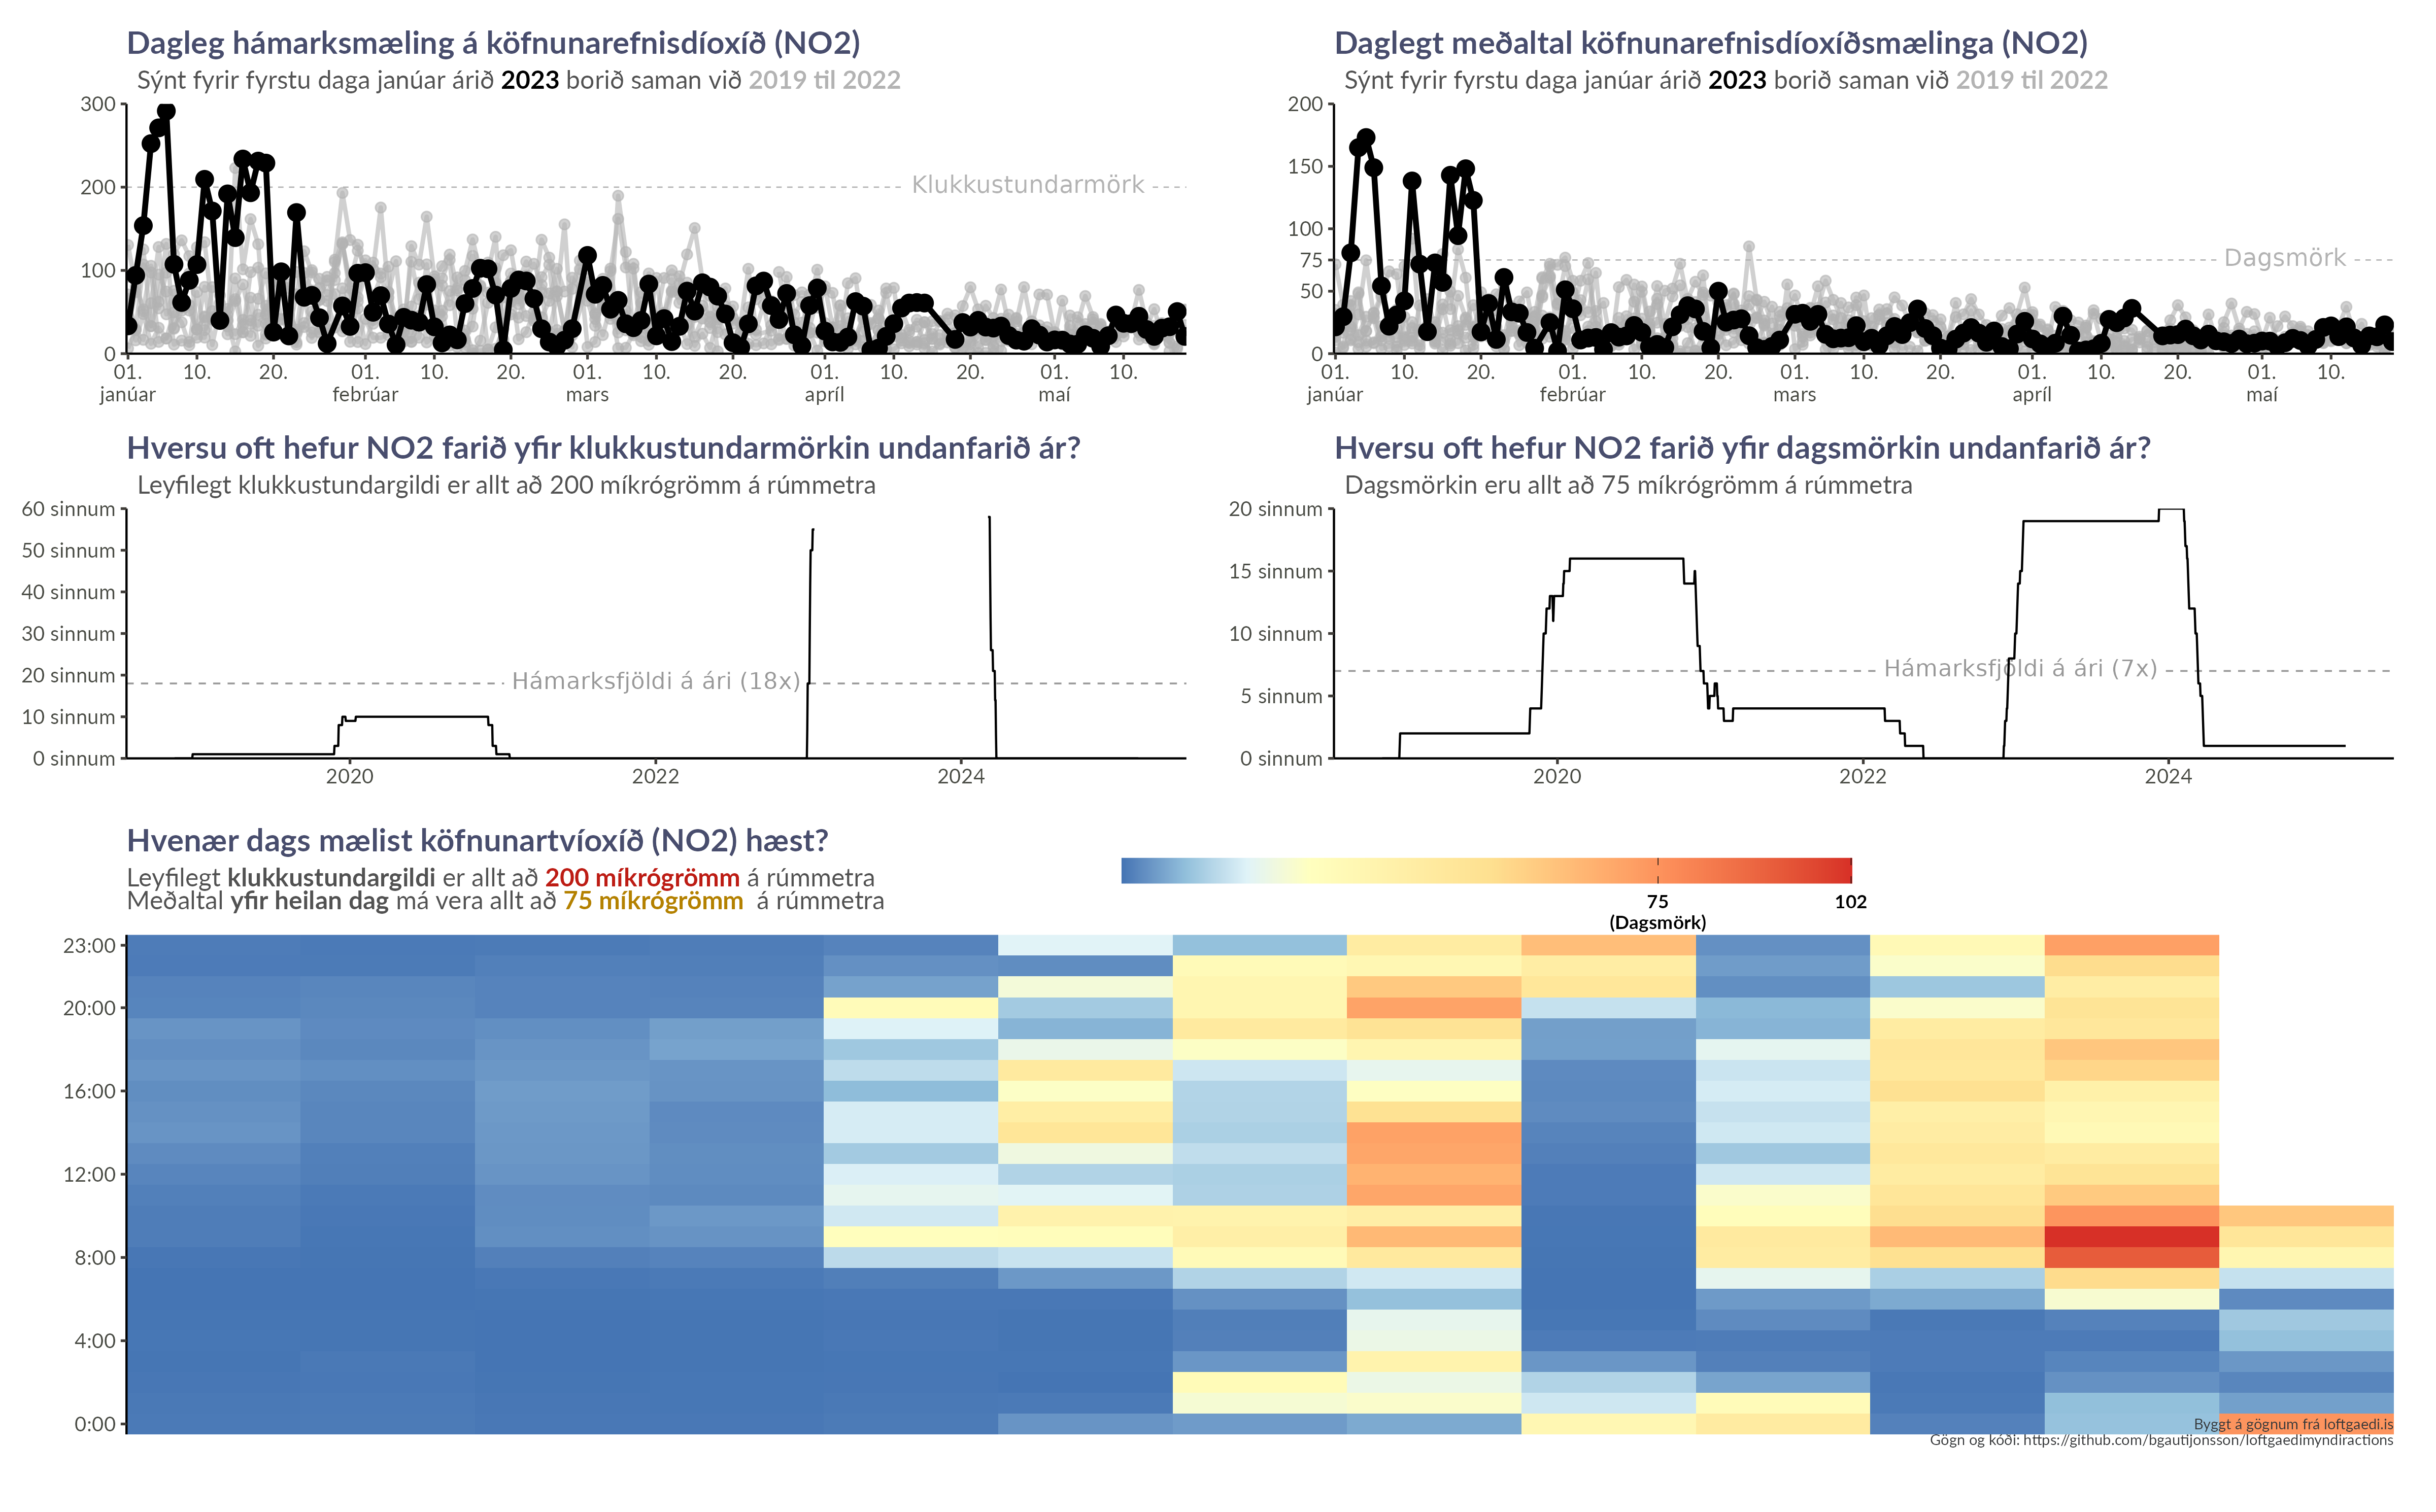 Dagleg hámarksmæling á köfnunarefnisdíoxíð (NO2)
Sýnt fyrir fyrstu daga janúar árið 2023 borið saman við 2019 til 2022
300
200
100
0
Klukkustundarmörk
01. 10. 20. 01. 10. 20. 01. 10. 20. 01. 10. 20. 01. 10.
janúar febrúar mars apríl maí
Daglegt meðaltal köfnunarefnisdíoxíðsmælinga (NO2)
Sýnt fyrir fyrstu daga janúar árið 2023 borið saman við 2019 til 2022
200
150
100
75
50
0
Dagsmörk
01. 10. 20. 01. 10. 20. 01. 10. 20. 01. 10. 20. 01. 10.
janúar febrúar mars apríl maí
Hversu oft hefur NO2 farið yfir klukkustundarmörkin undanfarið ár?
Leyfilegt klukkustundargildi er allt að 200 míkrógrömm á rúmmetra
60 sinnum
50 sinnum
40 sinnum
30 sinnum
20 sinnum
10 sinnum
0 sinnum
Hámarksfjöldi á ári (18x)
2020 2022 2024
Hversu oft hefur NO2 farið yfir dagsmörkin undanfarið ár?
Dagsmörkin eru allt að 75 míkrógrömm á rúmmetra
20 sinnum
15 sinnum
10 sinnum
5 sinnum
0 sinnum
Hámarksfjöldi á ári (7x)
2020 2022 2024
Hvenær dags mælist köfnunartvíoxíð (NO2) hæst?
Leyfilegt klukkustundargildi er allt að 200 míkrógrömm á rúmmetra
Meðaltal yfir heilan dag má vera allt að 75 míkrógrömm á rúmmetra
75 102
(Dagsmörk)
23:00
20:00
16:00
12:00
8:00
4:00
0:00
Byggt á gögnum frá loftgaedi.is
Gögn og kóði: https://github.com/bgautijonsson/loftgaedimyndiractions